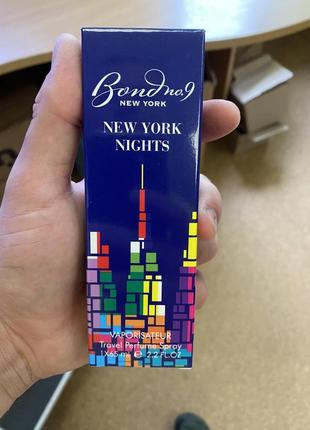 Bond no.9
NEW YORK
NEW YORK
NIGHTS
VAPORISATEUR
Travel Perfume Spray
1X65 ml ℮ 2.2 FL.OZ